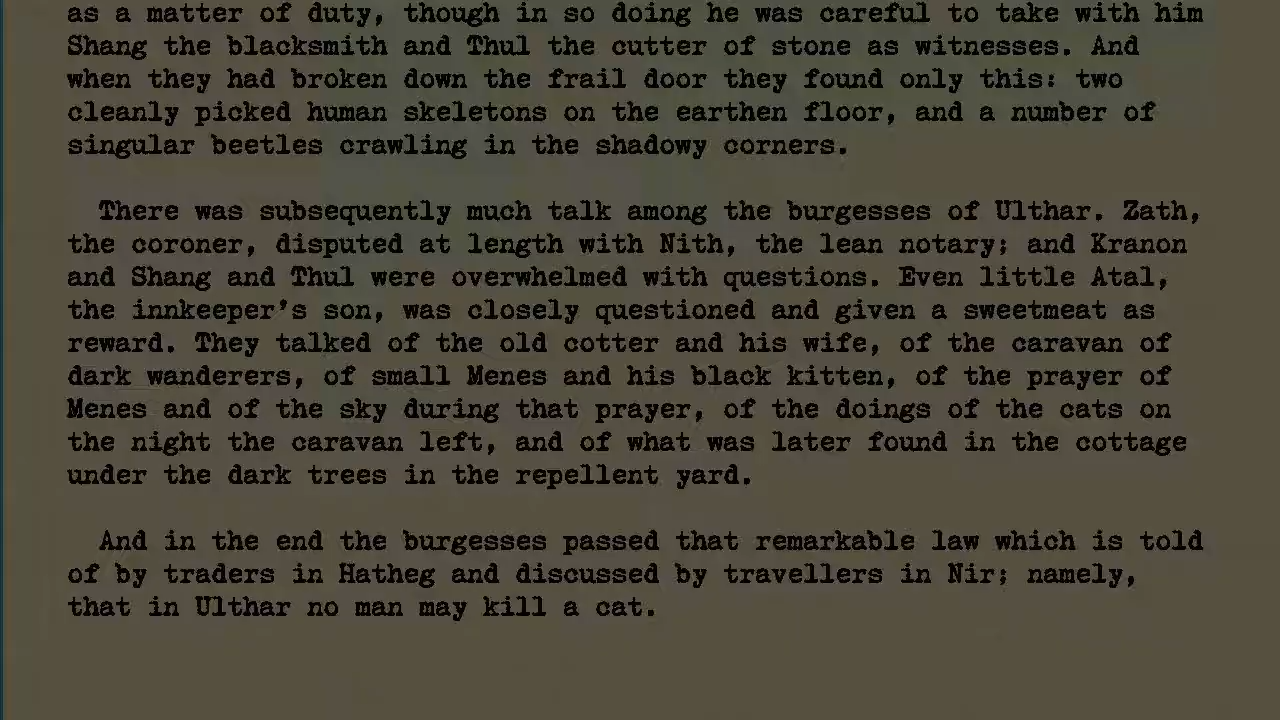 as a matter of duty, though in so doing he was careful to take with him
Shang the blacksmith and Thul the cutter of stone as witnesses. And
when they had broken down the frail door they found only this: two
cleanly picked human skeletons on the earthen floor, and a number of
singular beetles crawling in the shadowy corners.
There was subsequently much talk among the burgesses of Ulthar. Zath,
the coroner, disputed at length with Nith, the lean notary; and Kranon
and Shang and Thul were overwhelmed with questions. Even little Atal,
the innkeeper's son, was closely questioned and given a sweetmeat as
reward. They talked of the old cotter and his wife, of the caravan of
dark wanderers, of small Menes and his black kitten, of the prayer of
Menes and of the sky during that prayer, of the doings of the cats on
the night the caravan left, and of what was later found in the cottage
under the dark trees in the repellent yard.
And in the end the burgesses passed that remarkable law which is told
of by traders in Hatheg and discussed by travellers in Nir; namely,
that in Ulthar no man may kill a cat.